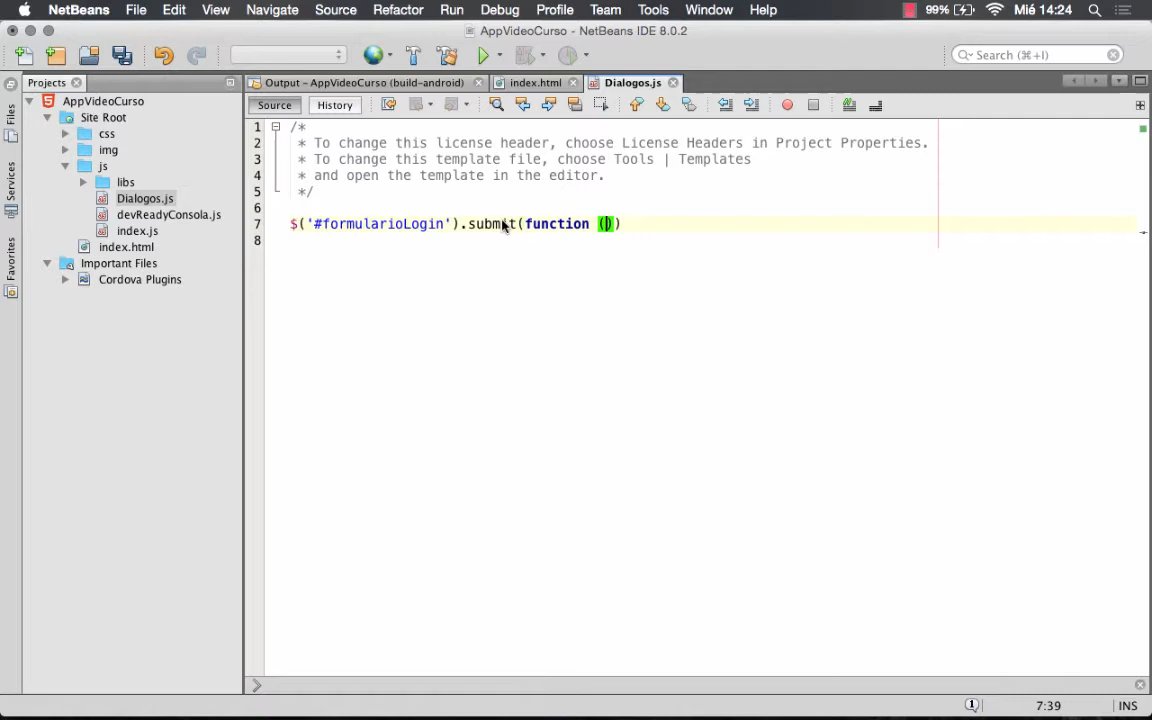 NetBeans File Edit View Navigate Source Refactor Run Debug Profile Team Tools Window Help 99% Mié 14:24
AppVideoCurso - NetBeans IDE 8.0.2
Search (⌘+I)
Projects
Output - AppVideoCurso (build-android) index.html Dialogos.js
Source History
Files
Services
Favorites
AppVideoCurso
Site Root
css
img
js
libs
Dialogos.js
devReadyConsola.js
index.js
index.html
Important Files
Cordova Plugins
1 /*
2 * To change this license header, choose License Headers in Project Properties.
3 * To change this template file, choose Tools | Templates
4 * and open the template in the editor.
5 */
6
7 $('#formularioLogin').submit(function ())
8
1 7:39 INS